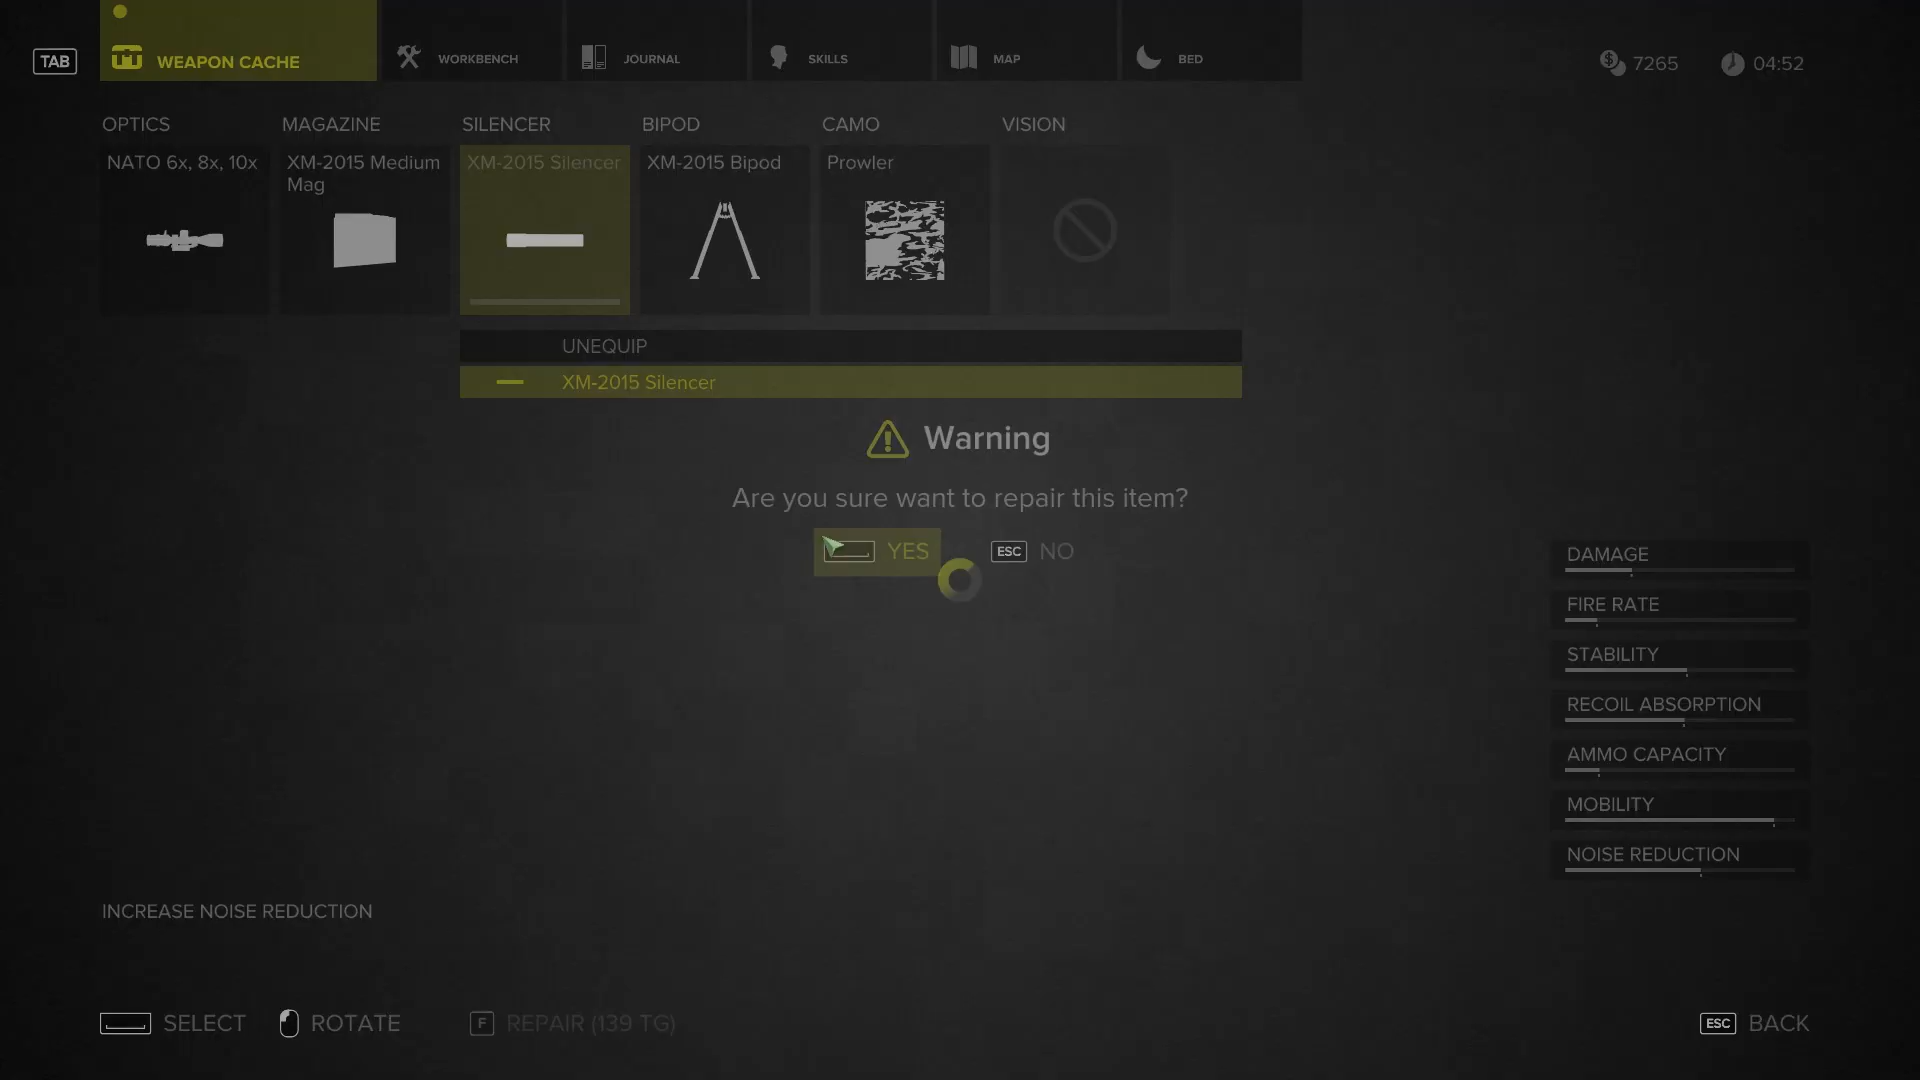 TAB
WEAPON CACHE
WORKBENCH
JOURNAL
SKILLS
MAP
BED
7265
04:52
OPTICS
MAGAZINE
SILENCER
BIPOD
CAMO
VISION
NATO 6x, 8x, 10x
XM-2015 Medium
Mag
XM-2015 Silencer
XM-2015 Bipod
Prowler
UNEQUIP
XM-2015 Silencer
Warning
Are you sure want to repair this item?
YES
ESC NO
DAMAGE
FIRE RATE
STABILITY
RECOIL ABSORPTION
AMMO CAPACITY
MOBILITY
NOISE REDUCTION
INCREASE NOISE REDUCTION
SELECT
ROTATE
F REPAIR (139 TG)
ESC BACK